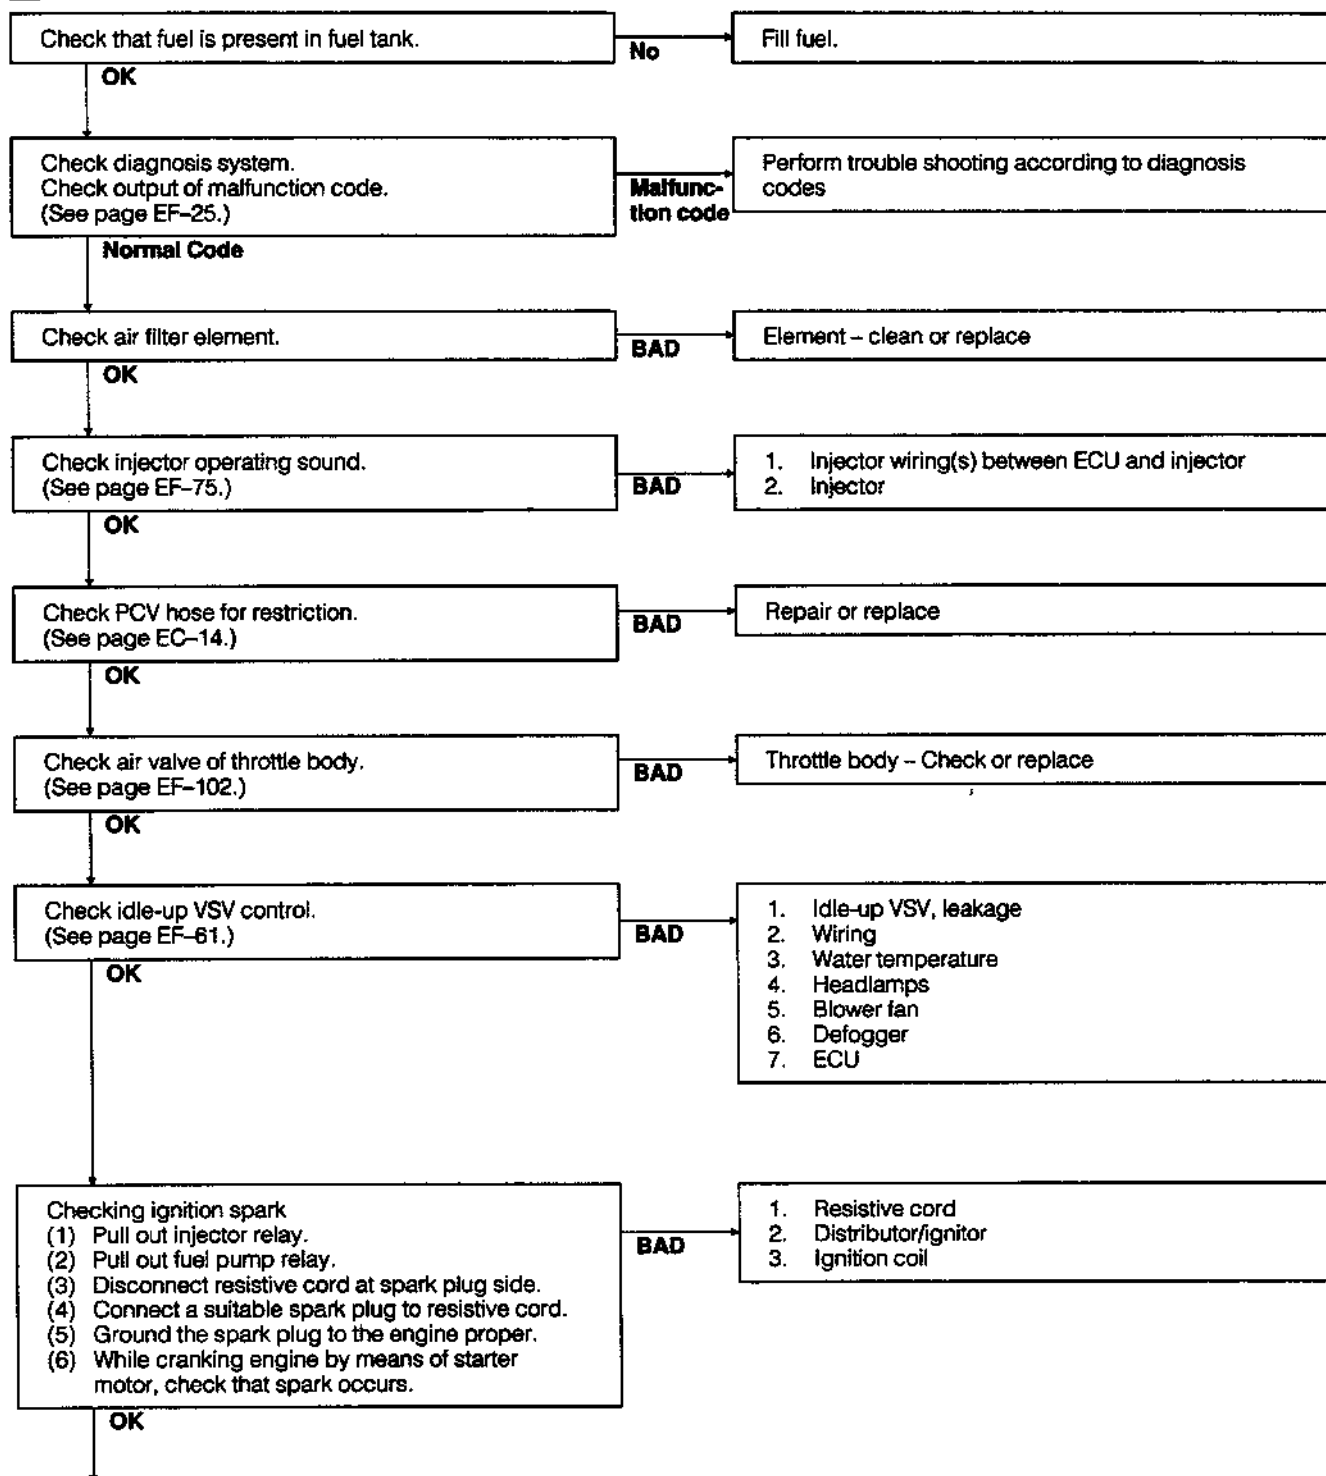 Check that fuel is present in fuel tank.
No
Fill fuel.
OK
Check diagnosis system.
Check output of malfunction code.
(See page EF–25.)
Malfunc-
tion code
Perform trouble shooting according to diagnosis
codes
Normal Code
Check air filter element.
BAD
Element – clean or replace
OK
Check injector operating sound.
(See page EF–75.)
BAD
1. Injector wiring(s) between ECU and injector
2. Injector
OK
Check PCV hose for restriction.
(See page EC–14.)
BAD
Repair or replace
OK
Check air valve of throttle body.
(See page EF–102.)
BAD
Throttle body – Check or replace
OK
Check idle-up VSV control.
(See page EF–61.)
BAD
1. Idle-up VSV, leakage
2. Wiring
3. Water temperature
4. Headlamps
5. Blower fan
6. Defogger
7. ECU
OK
Checking ignition spark
(1) Pull out injector relay.
(2) Pull out fuel pump relay.
(3) Disconnect resistive cord at spark plug side.
(4) Connect a suitable spark plug to resistive cord.
(5) Ground the spark plug to the engine proper.
(6) While cranking engine by means of starter
motor, check that spark occurs.
BAD
1. Resistive cord
2. Distributor/ignitor
3. Ignition coil
OK